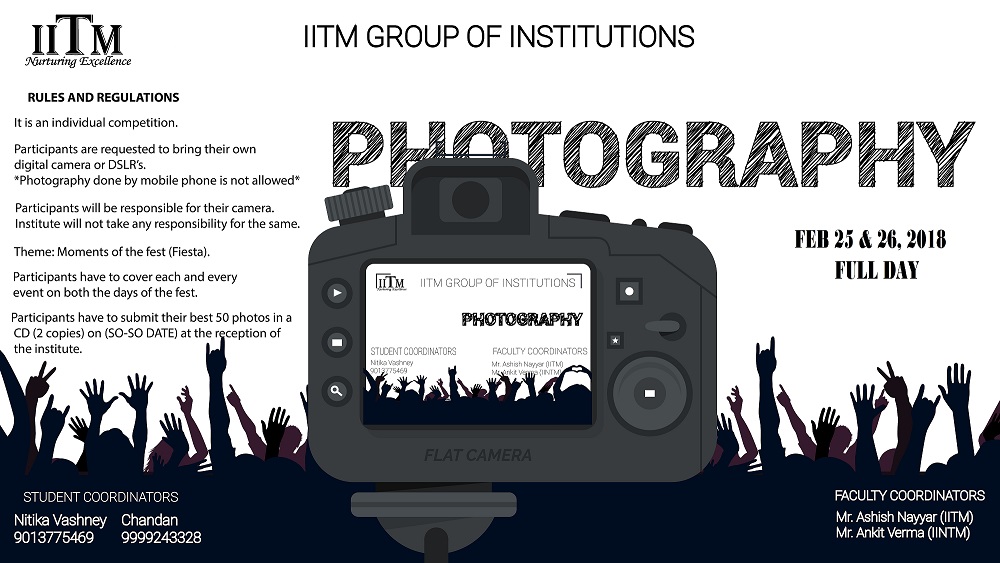 IITM
Nurturing Excellence
IITM GROUP OF INSTITUTIONS
RULES AND REGULATIONS
It is an individual competition.
Participants are requested to bring their own
digital camera or DSLR's.
*Photography done by mobile phone is not allowed*
Participants will be responsible for their camera.
Institute will not take any responsibility for the same.
Theme: Moments of the fest (Fiesta).
Participants have to cover each and every
event on both the days of the fest.
Participants have to submit their best 50 photos in a
CD (2 copies) on (SO-SO DATE) at the reception of
the institute.
PHOTOGRAPHY
FEB 25 & 26, 2018
FULL DAY
IITM
Nurturing Excellence
IITM GROUP OF INSTITUTIONS
PHOTOGRAPHY
STUDENT COORDINATORS
Nitika Vashney
9013775469
FACULTY COORDINATORS
Mr. Ashish Nayyar (IITM)
Mr. Ankit Verma (IINTM)
FLAT CAMERA
STUDENT COORDINATORS
Nitika Vashney Chandan
9013775469 9999243328
FACULTY COORDINATORS
Mr. Ashish Nayyar (IITM)
Mr. Ankit Verma (IINTM)